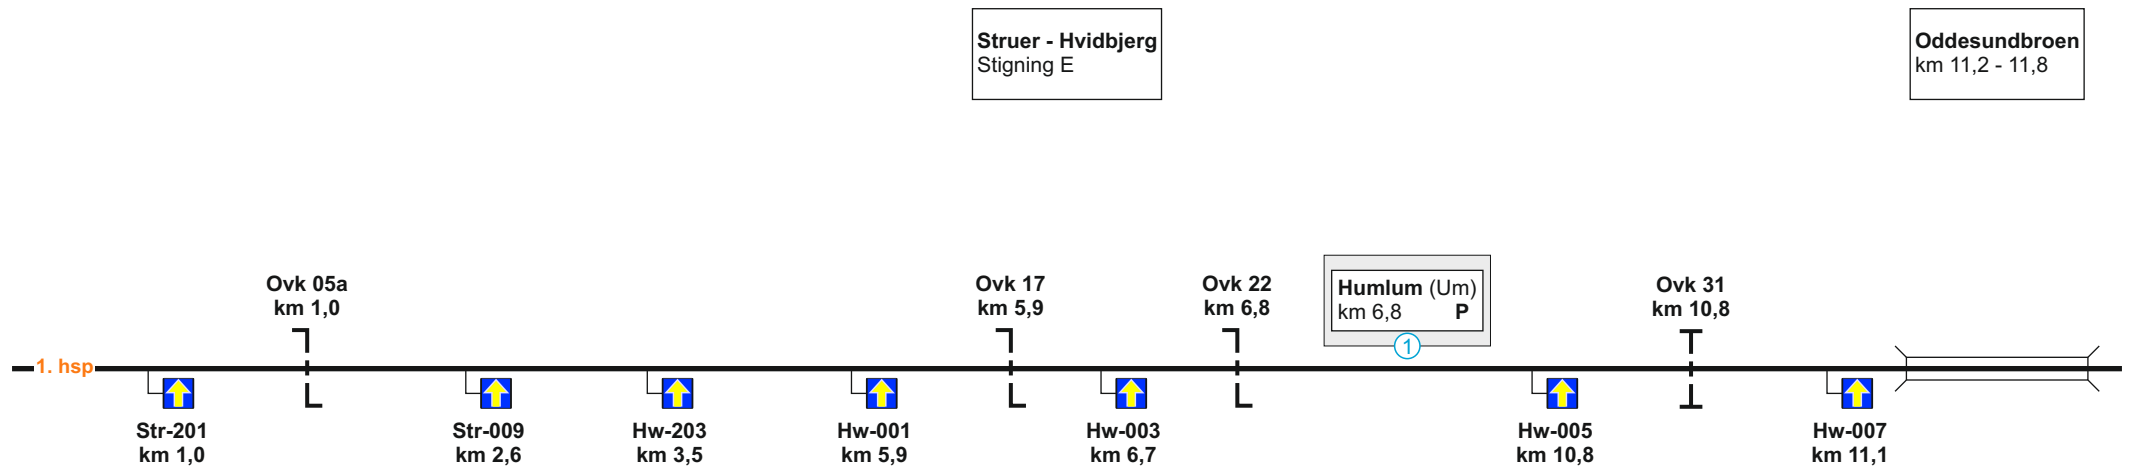 Struer - Hvidbjerg
Stigning E
Oddesundbroen
km 11,2 - 11,8
Ovk 05a
km 1,0
Ovk 17
km 5,9
Ovk 22
km 6,8
Humlum (Um)
km 6,8 P
1
Ovk 31
km 10,8
1. hsp
Str-201
km 1,0
Str-009
km 2,6
Hw-203
km 3,5
Hw-001
km 5,9
Hw-003
km 6,7
Hw-005
km 10,8
Hw-007
km 11,1